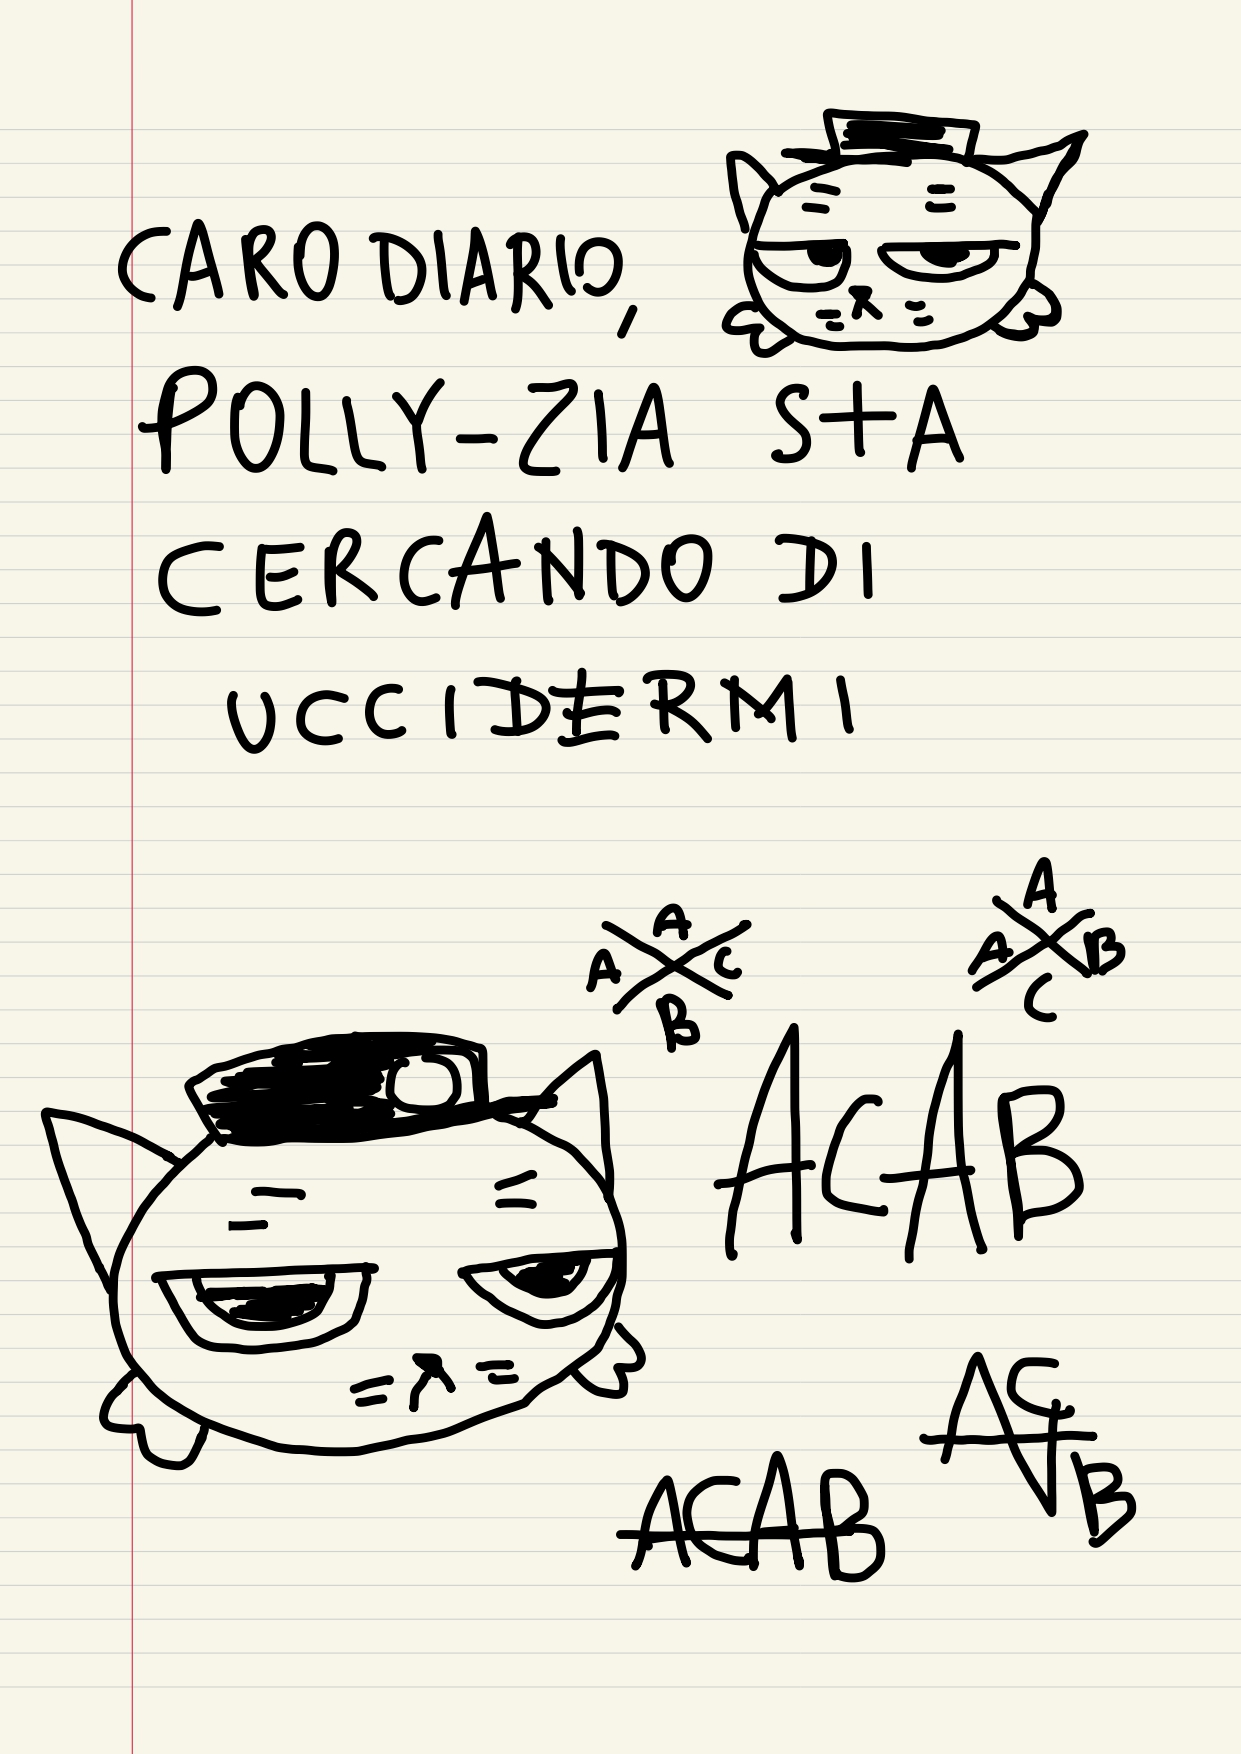 CARO DIARIO,
POLLY-ZIA STA
CERCANDO DI
UCCIDERMI
A
A C
B
A
A B
C
ACAB
ACAB
ACAB